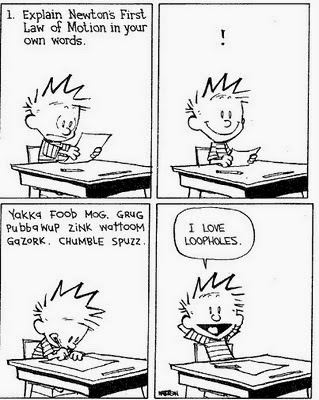 1. Explain Newton's First
Law of Motion in your
own words.
!
Yakka foob mog. Grug
pubbawup zink wattoom
gazork. Chumble spuzz.
I LOVE
LOOPHOLES.
WATTERSON